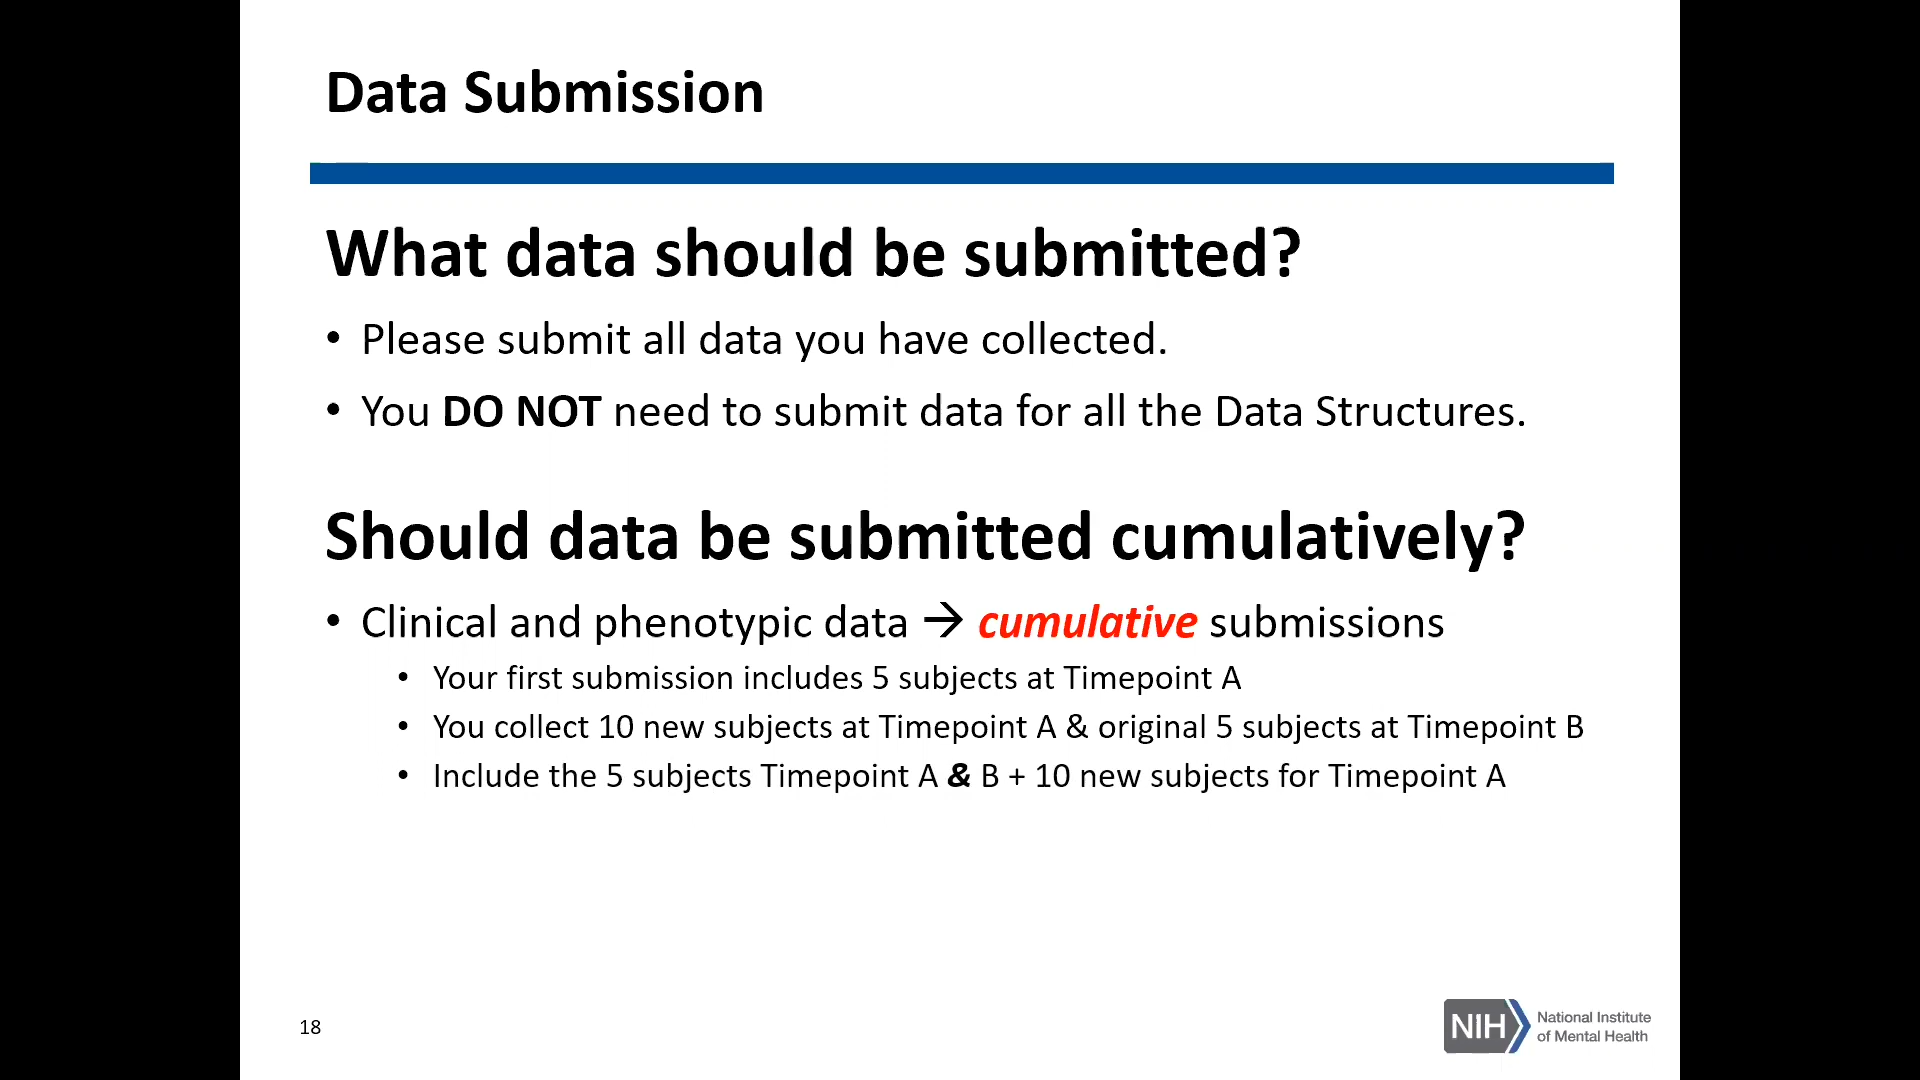 Data Submission
What data should be submitted?
• Please submit all data you have collected.
• You DO NOT need to submit data for all the Data Structures.
Should data be submitted cumulatively?
• Clinical and phenotypic data → cumulative submissions
• Your first submission includes 5 subjects at Timepoint A
• You collect 10 new subjects at Timepoint A & original 5 subjects at Timepoint B
• Include the 5 subjects Timepoint A & B + 10 new subjects for Timepoint A
18
NIH
National Institute
of Mental Health